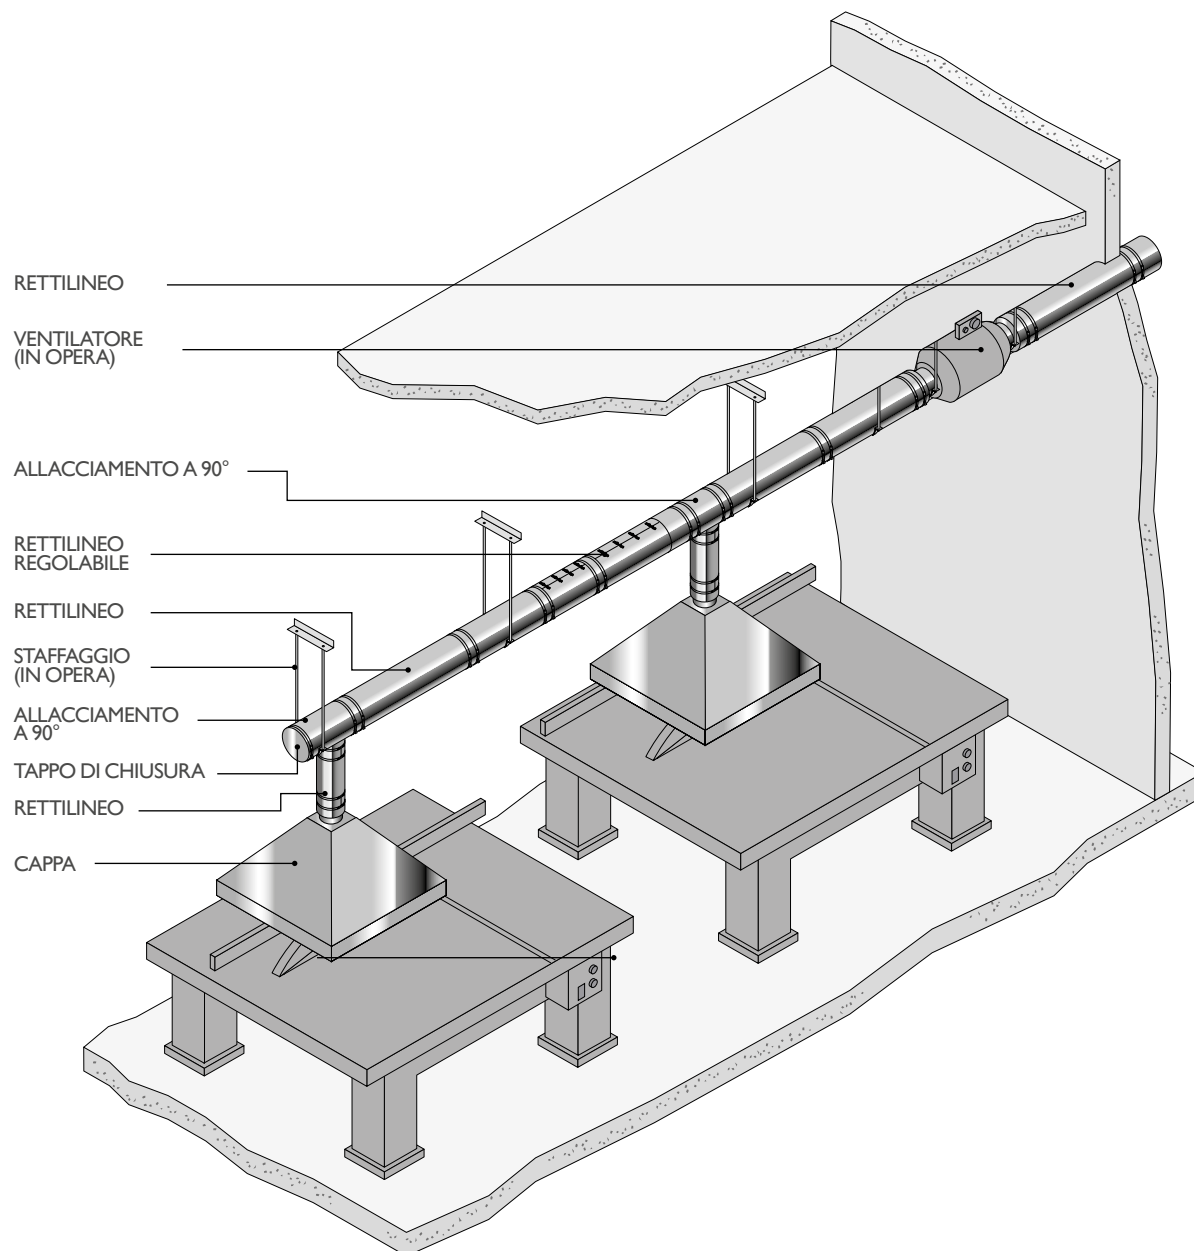 RETTILINEO
VENTILATORE
(IN OPERA)
ALLACCIAMENTO A 90°
RETTILINEO
REGOLABILE
RETTILINEO
STAFFAGGIO
(IN OPERA)
ALLACCIAMENTO
A 90°
TAPPO DI CHIUSURA
RETTILINEO
CAPPA